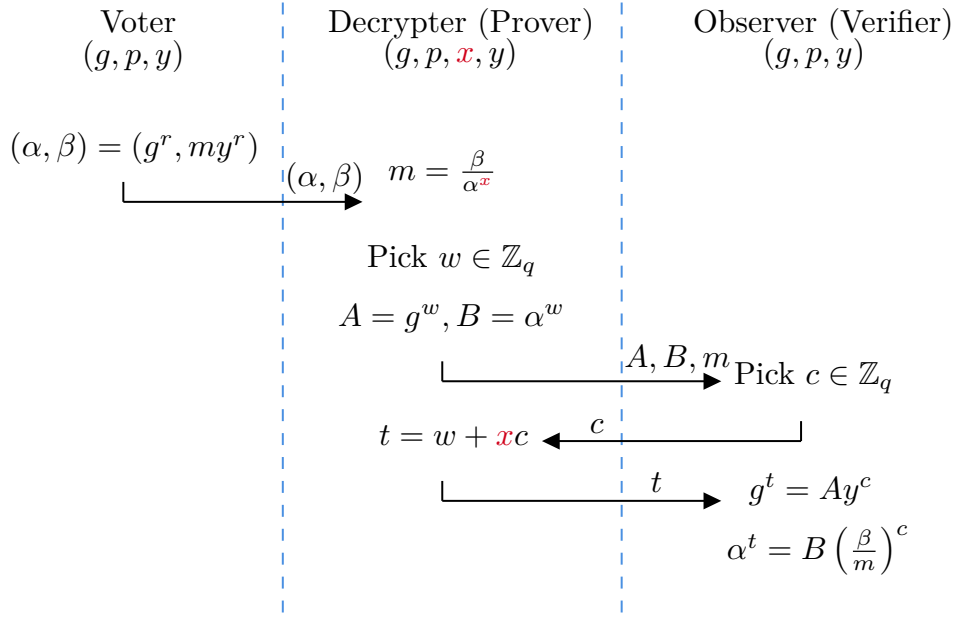 Voter
(g, p, y)
Decrypter (Prover)
(g, p, x, y)
Observer (Verifier)
(g, p, y)
(α, β) = (g^r, my^r)
(α, β)
m = β/α^x
Pick w ∈ ℤ_q
A = g^w, B = α^w
A, B, m
Pick c ∈ ℤ_q
c
t = w + xc
t
g^t = Ay^c
α^t = B (β/m)^c